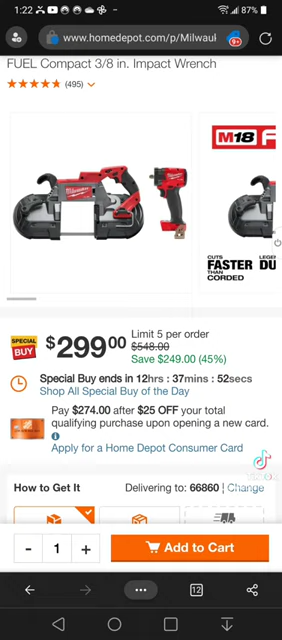 1:22
87%
www.homedepot.com/p/Milwauk
FUEL Compact 3/8 in. Impact Wrench
(495)
M18 F
CUTS
FASTER
THAN
CORDED
LEGE
DU
SPECIAL
BUY
$299.00
Limit 5 per order
$548.00
Save $249.00 (45%)
Special Buy ends in 12hrs : 37mins : 52secs
Shop All Special Buy of the Day
Pay $274.00 after $25 OFF your total
qualifying purchase upon opening a new card.
Apply for a Home Depot Consumer Card
How to Get It
Delivering to: 66860 | Change
- 1 +
Add to Cart
12